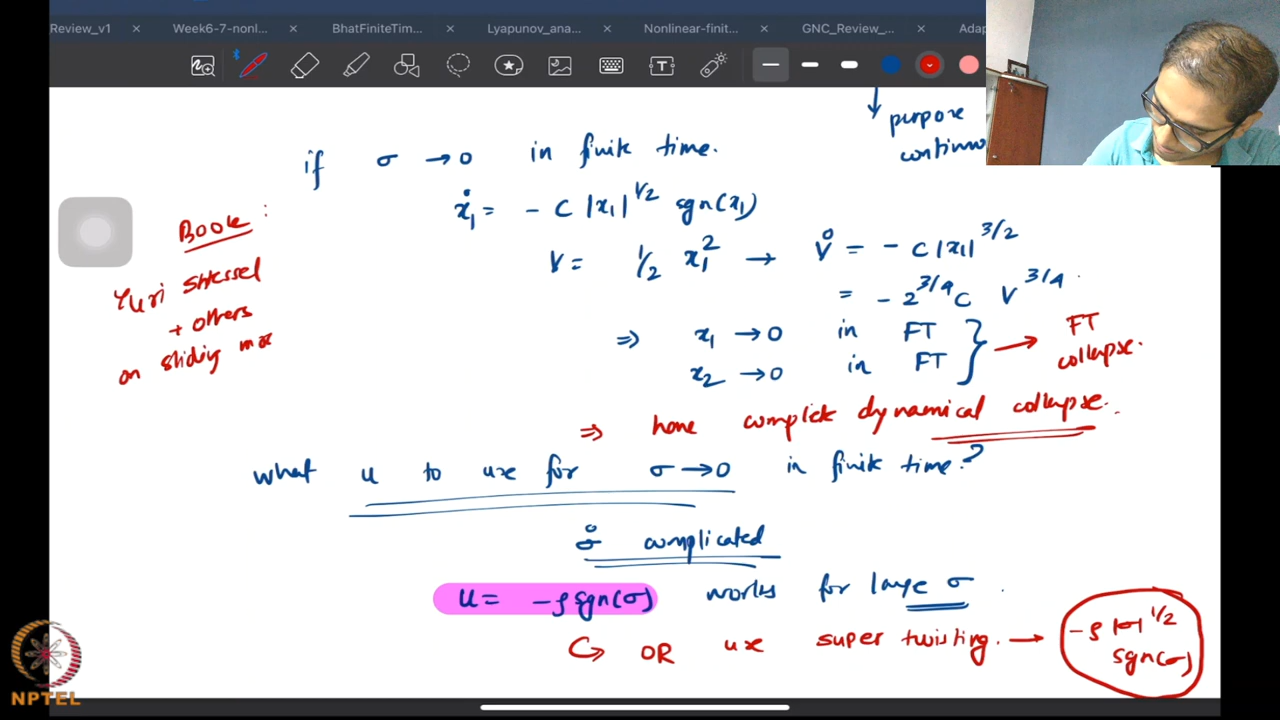 Review_v1 Week6-7-nonl... BhatFiniteTim... Lyapunov_ana... Nonlinear-finit... GNC_Review_... Adap
purpose
continuo
if σ → 0 in finite time.
ẋ₁ = - C |x₁|^1/2 sgn(x₁)
V = 1/2 x₁² → V̇ = - C |x₁|^3/2
= - 2^3/4 C V^3/4.
⇒ x₁ → 0 in FT
x₂ → 0 in FT
→ FT
collapse.
Book :
Yuri Shtessel
+ others
on sliding mode
⇒ have complete dynamical collapse.
What u to use for σ → 0 in finite time?
σ̇ complicated
u = -ρ sgn(σ) works for large σ.
↪ OR use super twisting. → -ρ |σ|^1/2
sgn(σ)
NPTEL